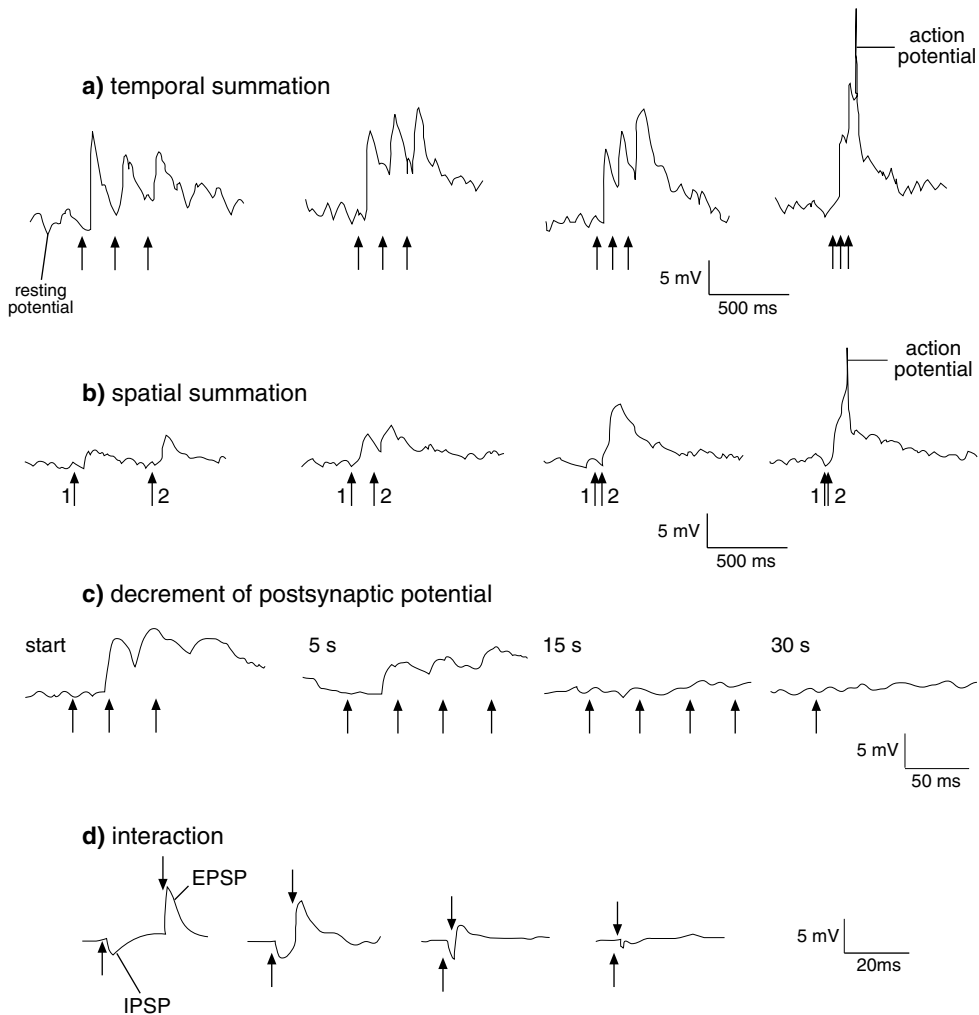 a) temporal summation
action
potential
resting
potential
5 mV
500 ms
b) spatial summation
action
potential
1 2
1 2
1 2
1 2
5 mV
500 ms
c) decrement of postsynaptic potential
start
5 s
15 s
30 s
5 mV
50 ms
d) interaction
EPSP
IPSP
5 mV
20ms